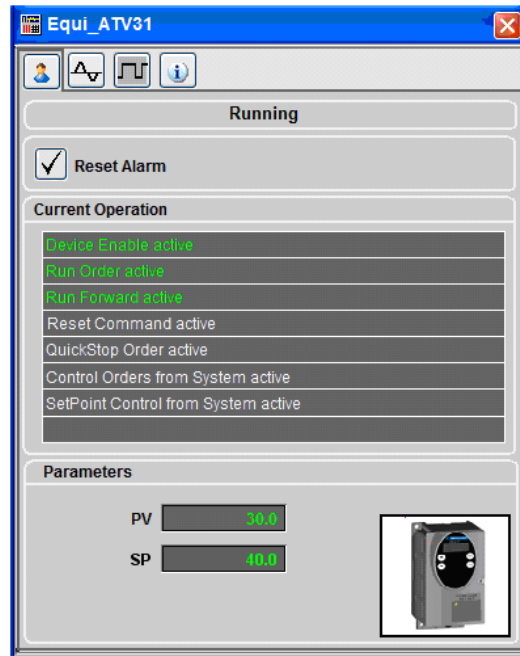 Equi_ATV31
Running
Reset Alarm
Current Operation
Device Enable active
Run Order active
Run Forward active
Reset Command active
QuickStop Order active
Control Orders from System active
SetPoint Control from System active
Parameters
PV 30.0
SP 40.0